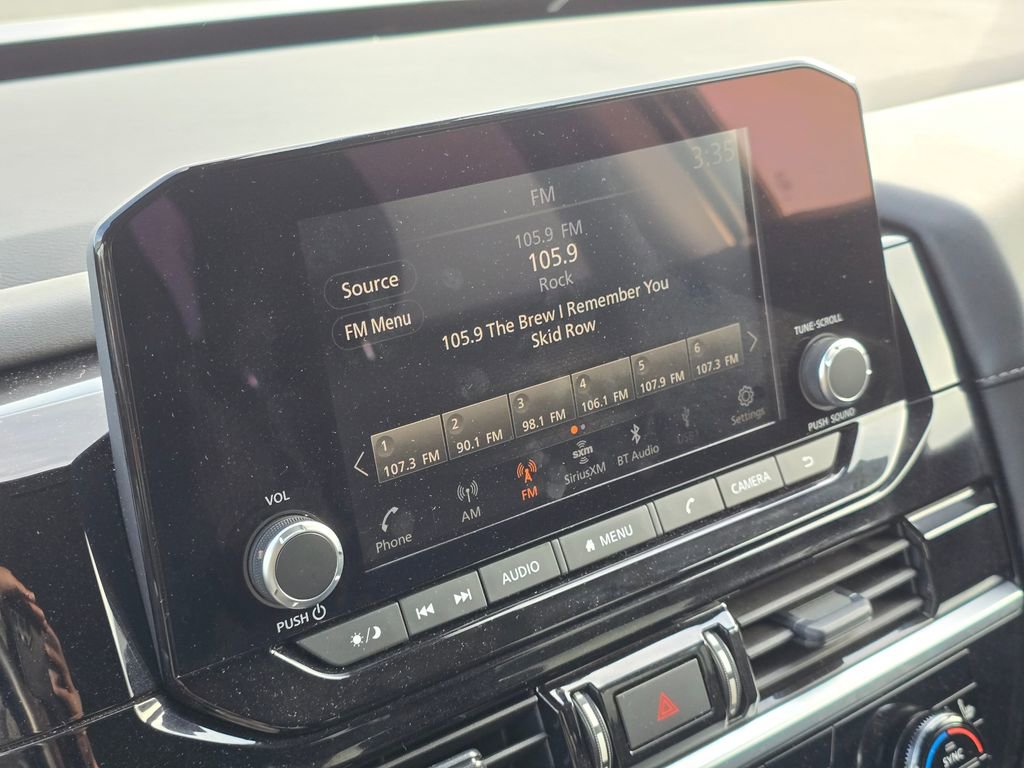 3:35
FM
105.9 FM
105.9
Rock
Source
FM Menu
105.9 The Brew I Remember You
Skid Row
1
107.3 FM
2
90.1 FM
3
98.1 FM
4
106.1 FM
5
107.9 FM
6
107.3 FM
Phone
AM
FM
sxm
SiriusXM
BT Audio
USB
Settings
TUNE·SCROLL
PUSH SOUND
VOL
PUSH
AUDIO
MENU
CAMERA
SYNC